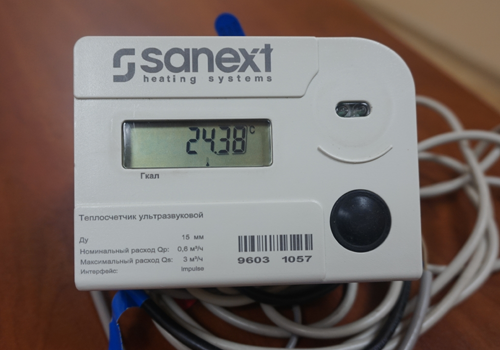 sanext
heating systems
24.38 °C
Гкал
Теплосчетчик ультразвуковой
Ду 15 мм
Номинальный расход Qp: 0,6 м³/ч
Максимальный расход Qs: 3 м³/ч
Интерфейс: impulse
9603 1057